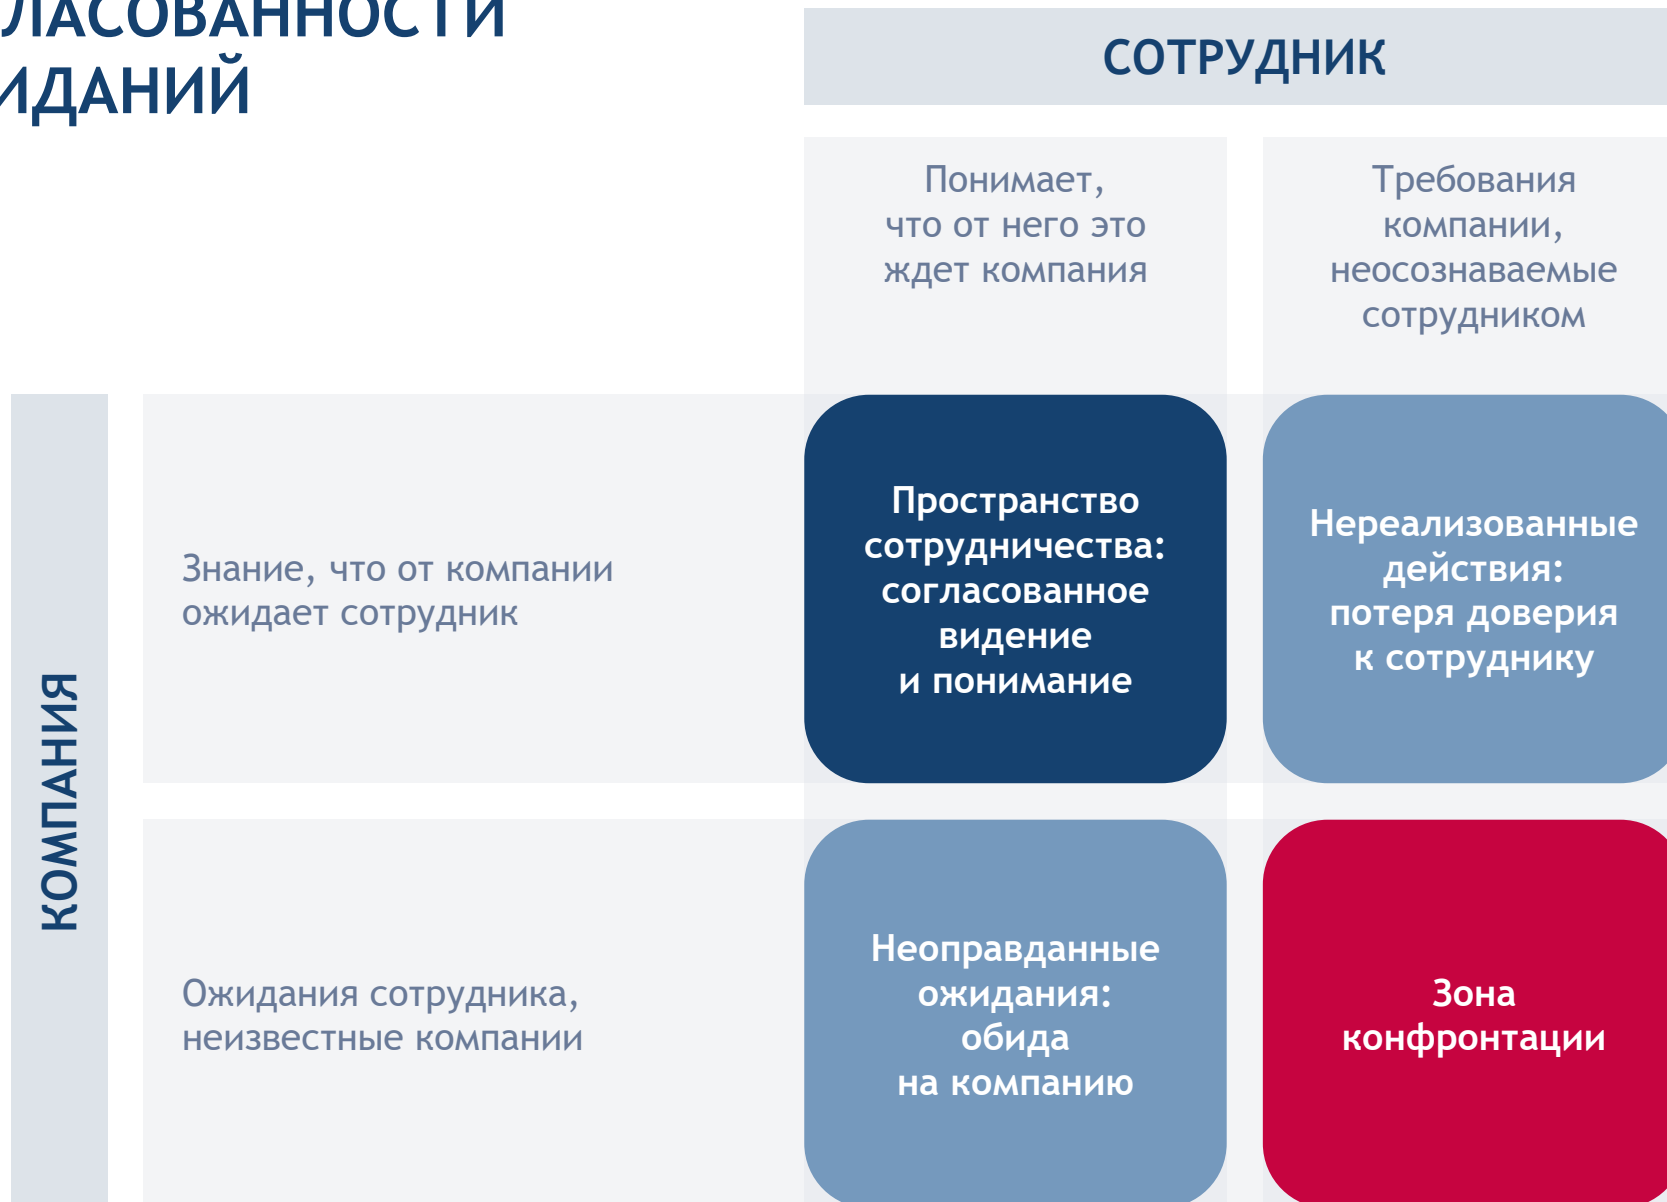 ЛАСОВАННОСТИ
ИДАНИЙ
СОТРУДНИК
Понимает,
что от него это
ждет компания
Требования
компании,
неосознаваемые
сотрудником
КОМПАНИЯ
Знание, что от компании
ожидает сотрудник
Пространство
сотрудничества:
согласованное
видение
и понимание
Нереализованные
действия:
потеря доверия
к сотруднику
Ожидания сотрудника,
неизвестные компании
Неоправданные
ожидания:
обида
на компанию
Зона
конфронтации